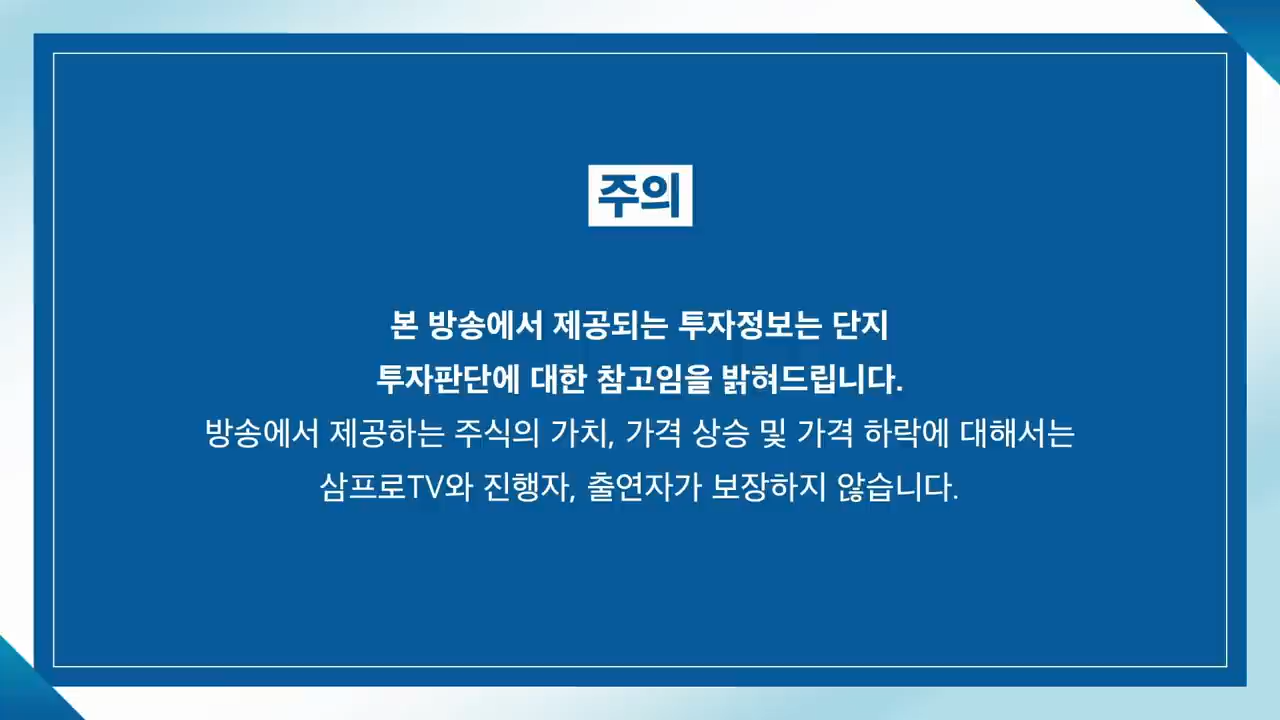 주의
본 방송에서 제공되는 투자정보는 단지
투자판단에 대한 참고임을 밝혀드립니다.
방송에서 제공하는 주식의 가치, 가격 상승 및 가격 하락에 대해서는
삼프로TV와 진행자, 출연자가 보장하지 않습니다.